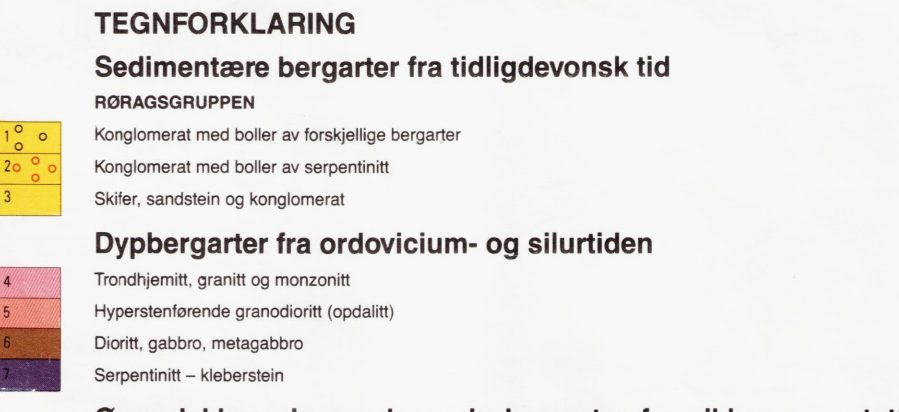 TEGNFORKLARING
Sedimentære bergarter fra tidligdevonsk tid
RØRAGSGRUPPEN
1 Konglomerat med boller av forskjellige bergarter
2 Konglomerat med boller av serpentinitt
3 Skifer, sandstein og konglomerat
Dypbergarter fra ordovicium- og silurtiden
4 Trondhjemitt, granitt og monzonitt
5 Hyperstenførende granodioritt (opdalitt)
6 Dioritt, gabbro, metagabbro
7 Serpentinitt – kleberstein